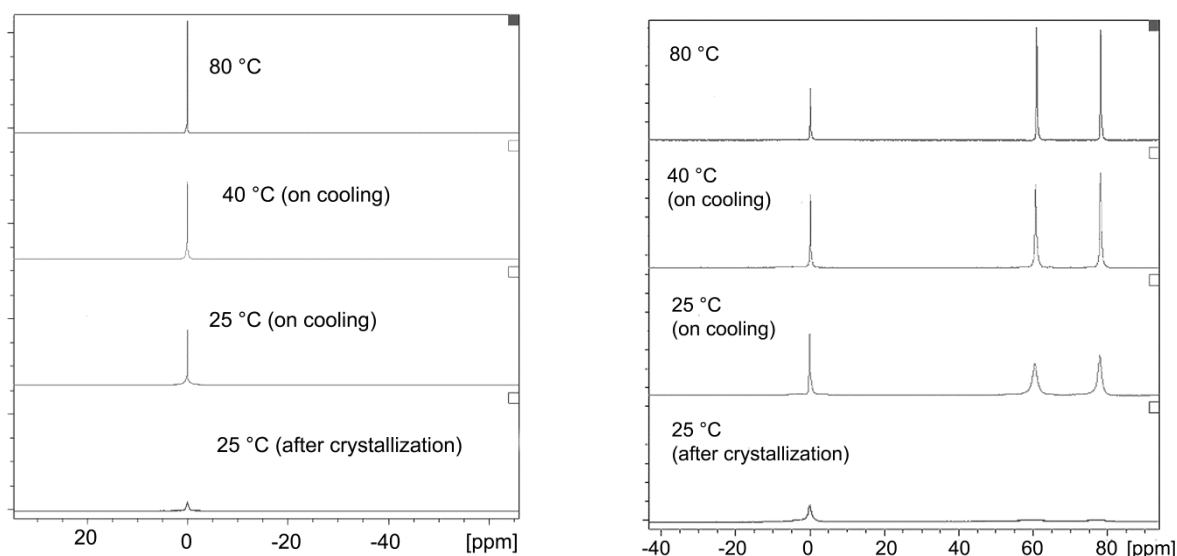 80 °C
40 °C (on cooling)
25 °C (on cooling)
25 °C (after crystallization)
20 0 -20 -40 [ppm]
80 °C
40 °C
(on cooling)
25 °C
(on cooling)
25 °C
(after crystallization)
-40 -20 0 20 40 60 80 [ppm]